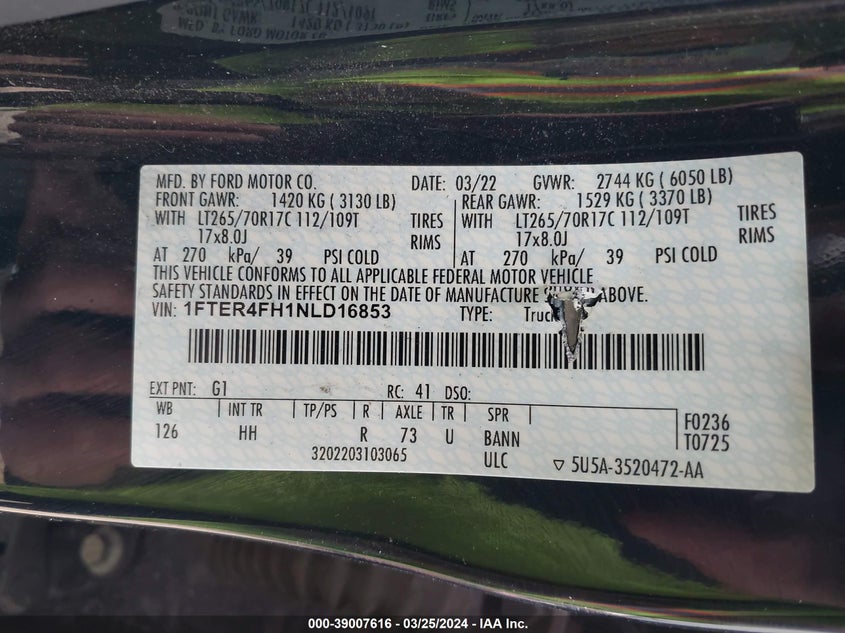 MFD. BY FORD MOTOR CO. DATE: 03/22 GVWR: 2744 KG ( 6050 LB)
FRONT GAWR: 1420 KG ( 3130 LB) REAR GAWR: 1529 KG ( 3370 LB)
WITH LT265/70R17C 112/109T TIRES WITH LT265/70R17C 112/109T TIRES
17x8.0J RIMS 17x8.0J RIMS
AT 270 kPa/ 39 PSI COLD AT 270 kPa/ 39 PSI COLD
THIS VEHICLE CONFORMS TO ALL APPLICABLE FEDERAL MOTOR VEHICLE
SAFETY STANDARDS IN EFFECT ON THE DATE OF MANUFACTURE ABOVE.
VIN: 1FTER4FH1NLD16853 TYPE: Truck
EXT PNT: G1 RC: 41 DSO:
WB INT TR TP/PS R AXLE TR SPR
126 HH R 73 U BANN
F0236
T0725
3202203103065 ULC ▽ 5U5A-3520472-AA
000-39007616 - 03/25/2024 - IAA Inc.